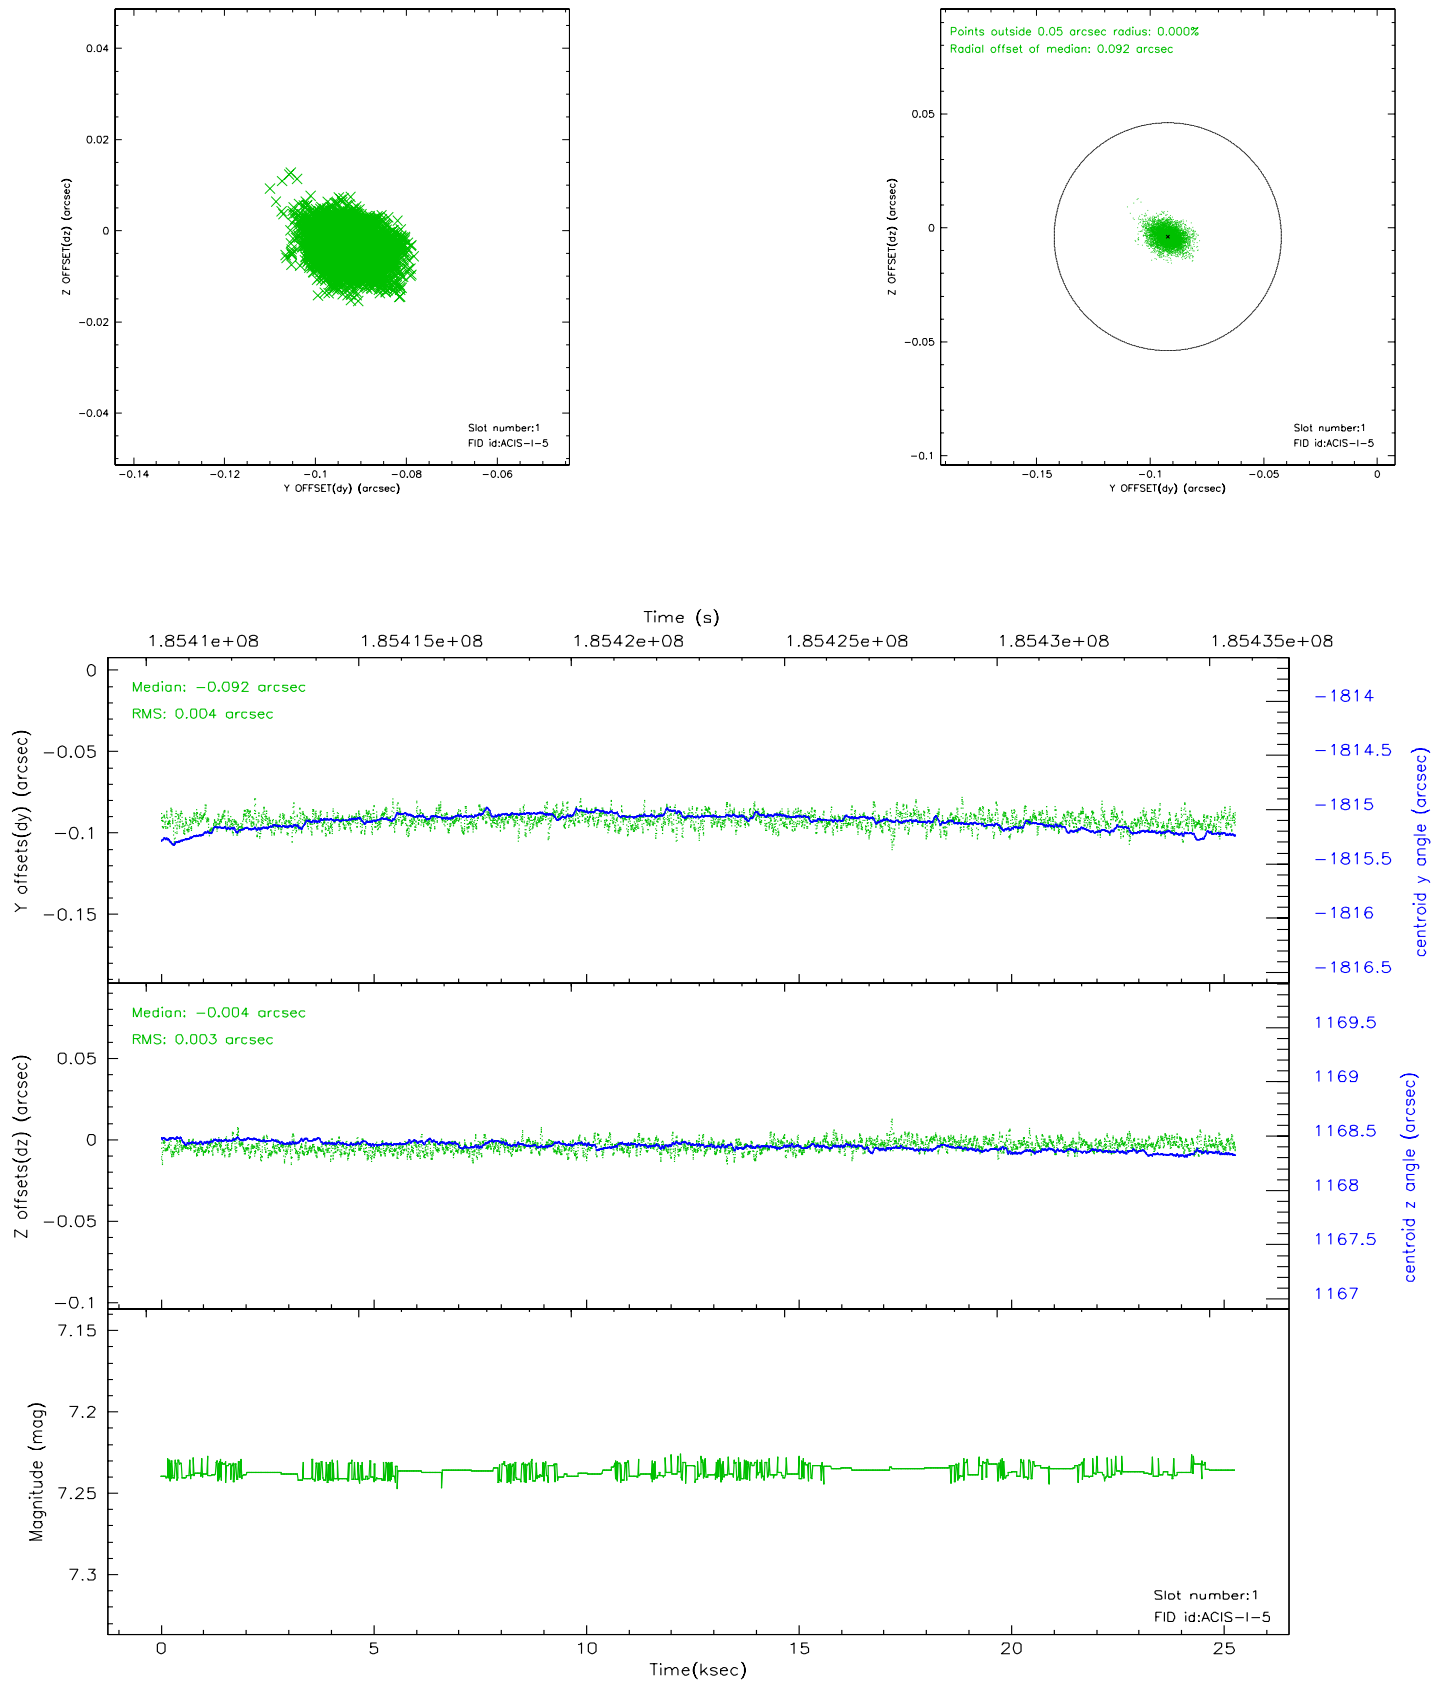 0.04
0.02
0
−0.02
−0.04
Z OFFSET(dz) (arcsec)
Slot number:1
FID id:ACIS−I−5
−0.14
−0.12
−0.1
−0.08
−0.06
Y OFFSET(dy) (arcsec)
Points outside 0.05 arcsec radius: 0.000%
Radial offset of median: 0.092 arcsec
0.05
0
−0.05
−0.1
Z OFFSET(dz) (arcsec)
Slot number:1
FID id:ACIS−I−5
−0.15
−0.1
−0.05
0
Y OFFSET(dy) (arcsec)
Time (s)
1.8541e+08
1.85415e+08
1.8542e+08
1.85425e+08
1.8543e+08
1.85435e+08
Median: −0.092 arcsec
RMS: 0.004 arcsec
0
−0.05
−0.1
−0.15
Y offsets(dy) (arcsec)
−1814
−1814.5
−1815
−1815.5
−1816
−1816.5
centroid y angle (arcsec)
Median: −0.004 arcsec
RMS: 0.003 arcsec
0.05
0
−0.05
−0.1
Z offsets(dz) (arcsec)
1169.5
1169
1168.5
1168
1167.5
1167
centroid z angle (arcsec)
7.15
7.2
7.25
7.3
Magnitude (mag)
Slot number:1
FID id:ACIS−I−5
0
5
10
15
20
25
Time(ksec)